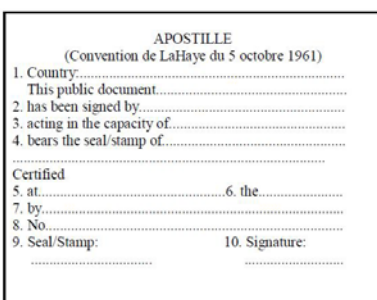 APOSTILLE
(Convention de LaHaye du 5 octobre 1961)
1. Country:.......................................................................
This public document...................................................
2. has been signed by.......................................................
3. acting in the capacity of...............................................
4. bears the seal/stamp of.................................................
...................................................................................
Certified
5. at.................................................6. the.......................
7. by................................................................................
8. No...............................................................................
9. Seal/Stamp: 10. Signature:
................................ ..........................